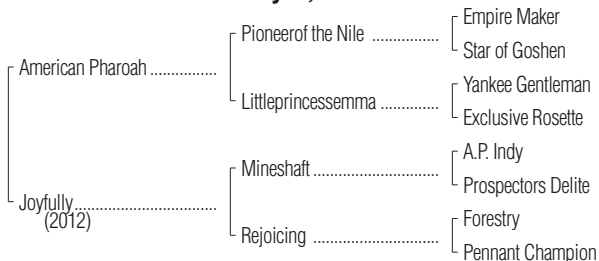 Empire Maker
Pioneerof the Nile ................
Star of Goshen
American Pharoah ................
Yankee Gentleman
Littleprincessemma ..............
Exclusive Rosette
A.P. Indy
Mineshaft ..............................
Prospectors Delite
Joyfully ..................................
(2012)
Forestry
Rejoicing ..............................
Pennant Champion